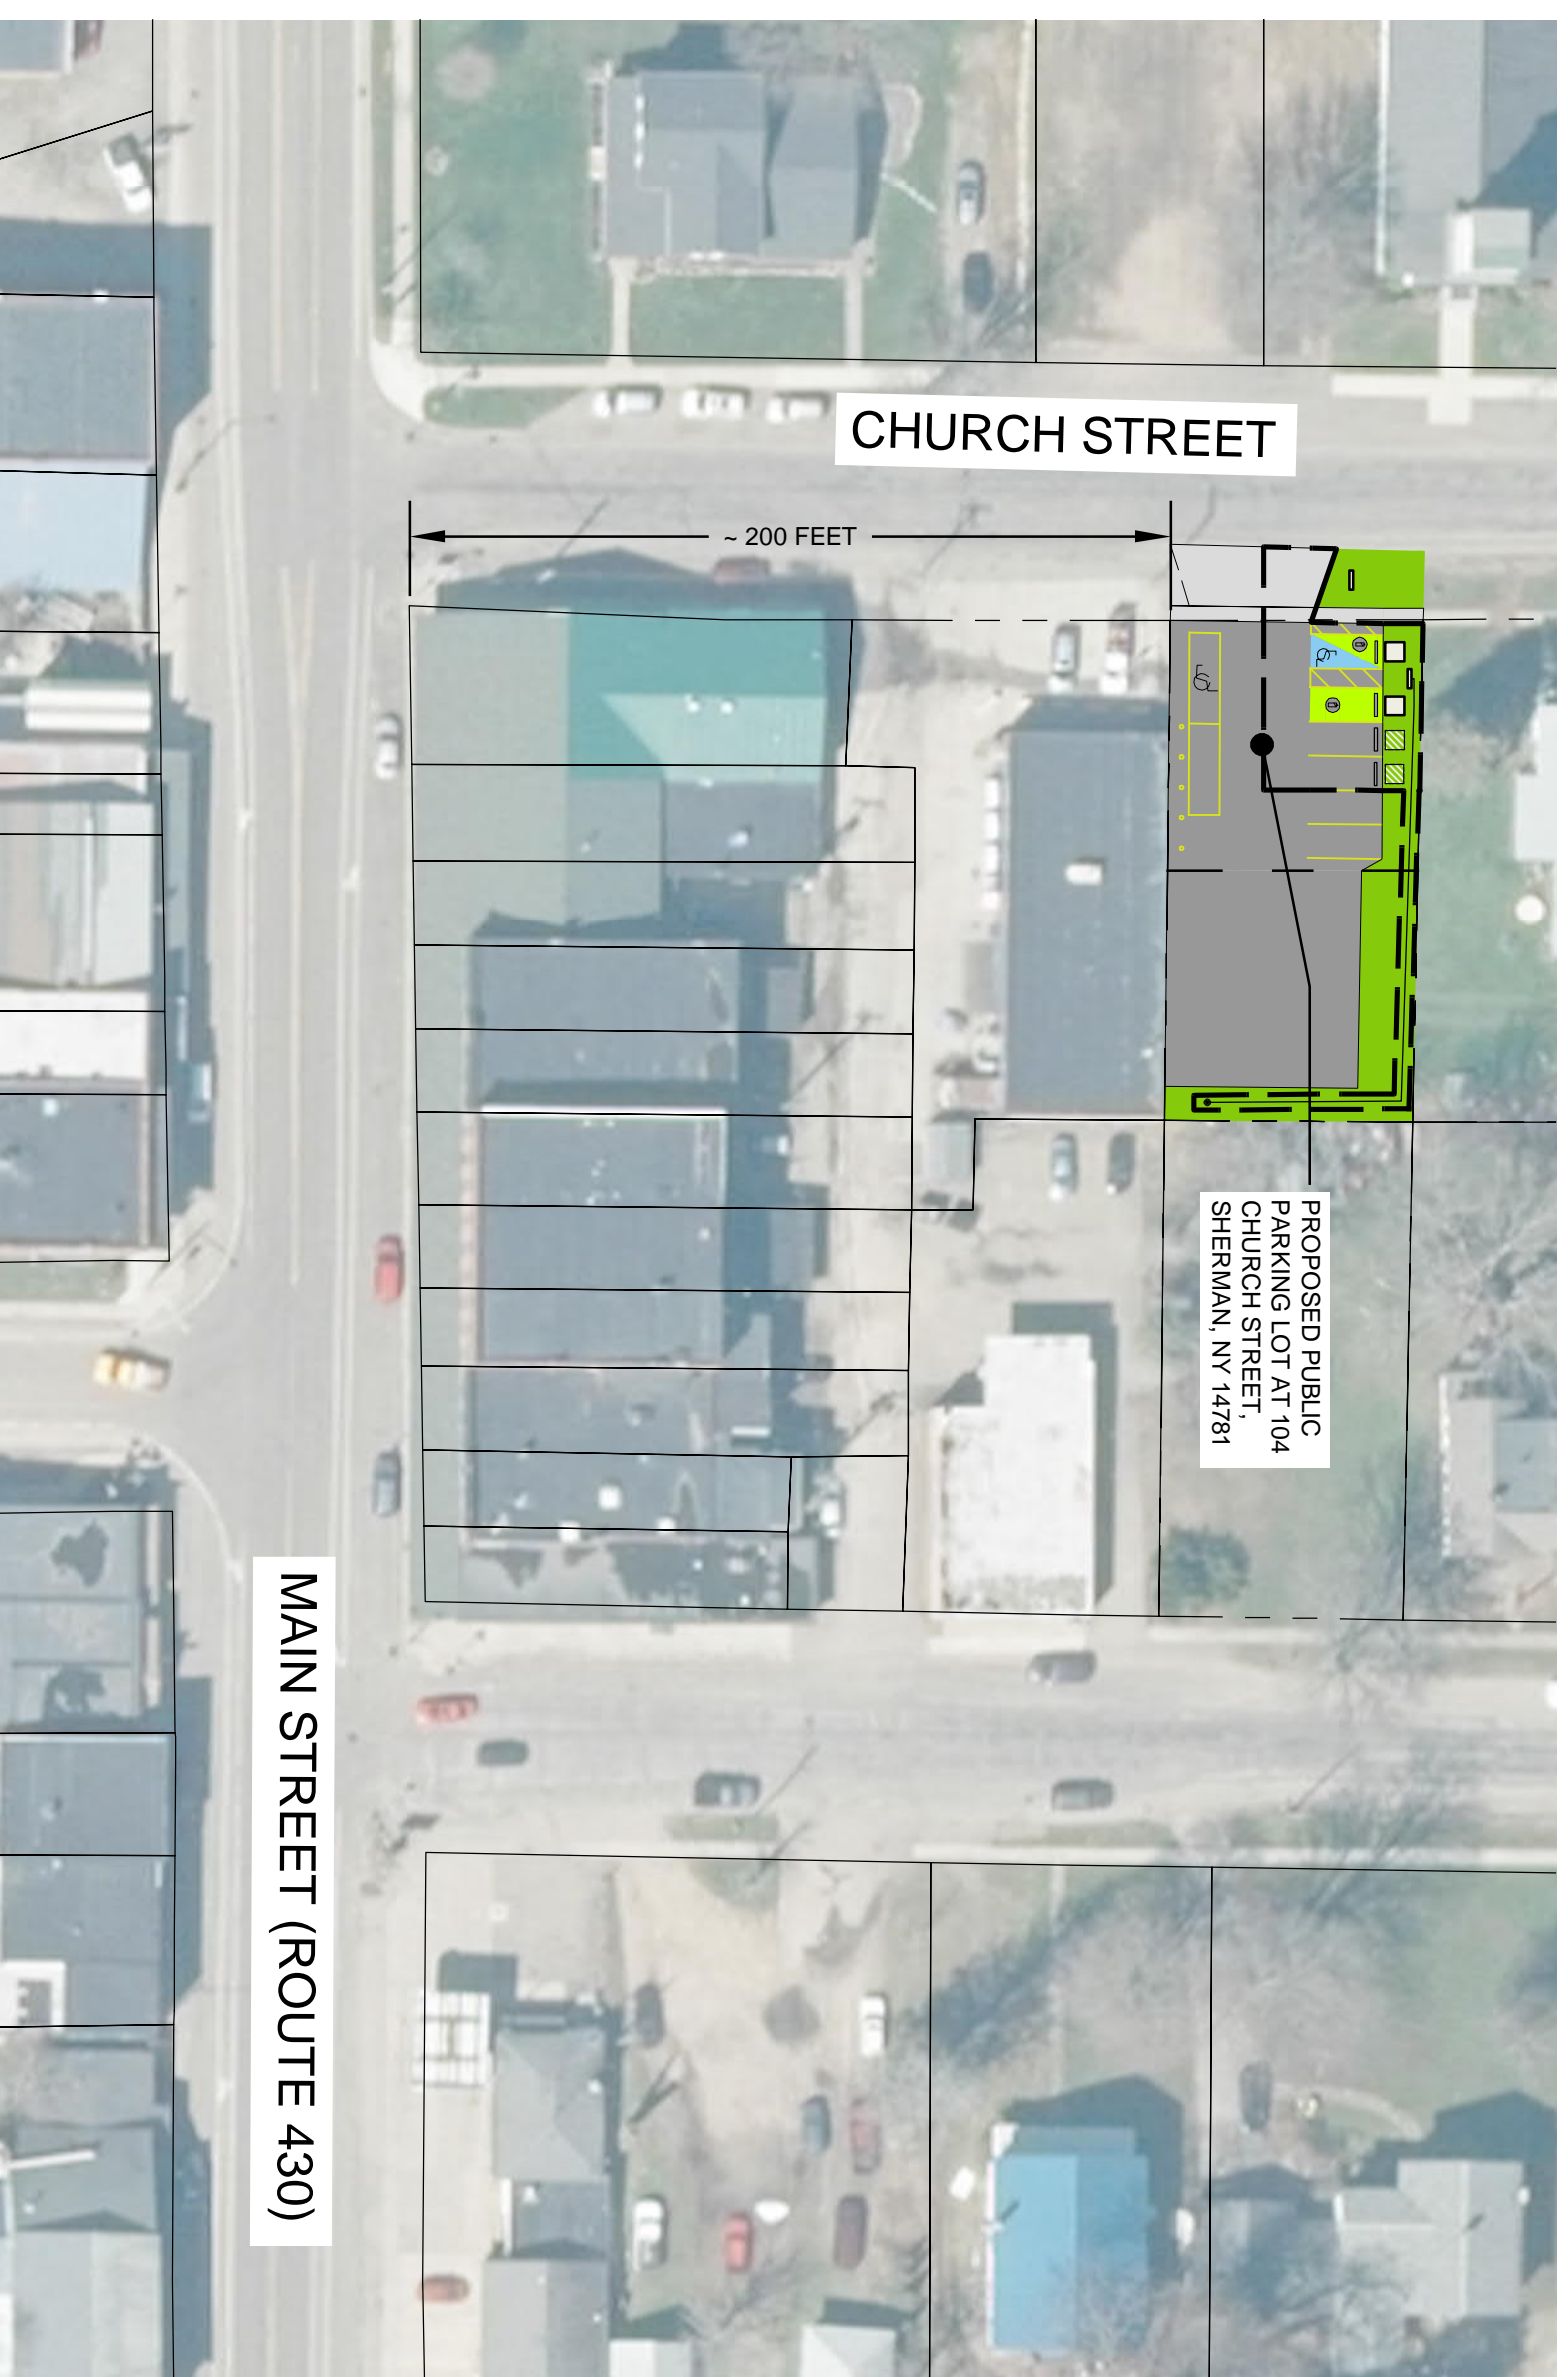 CHURCH STREET
~ 200 FEET
PROPOSED PUBLIC
PARKING LOT AT 104
CHURCH STREET,
SHERMAN, NY 14781
MAIN STREET (ROUTE 430)